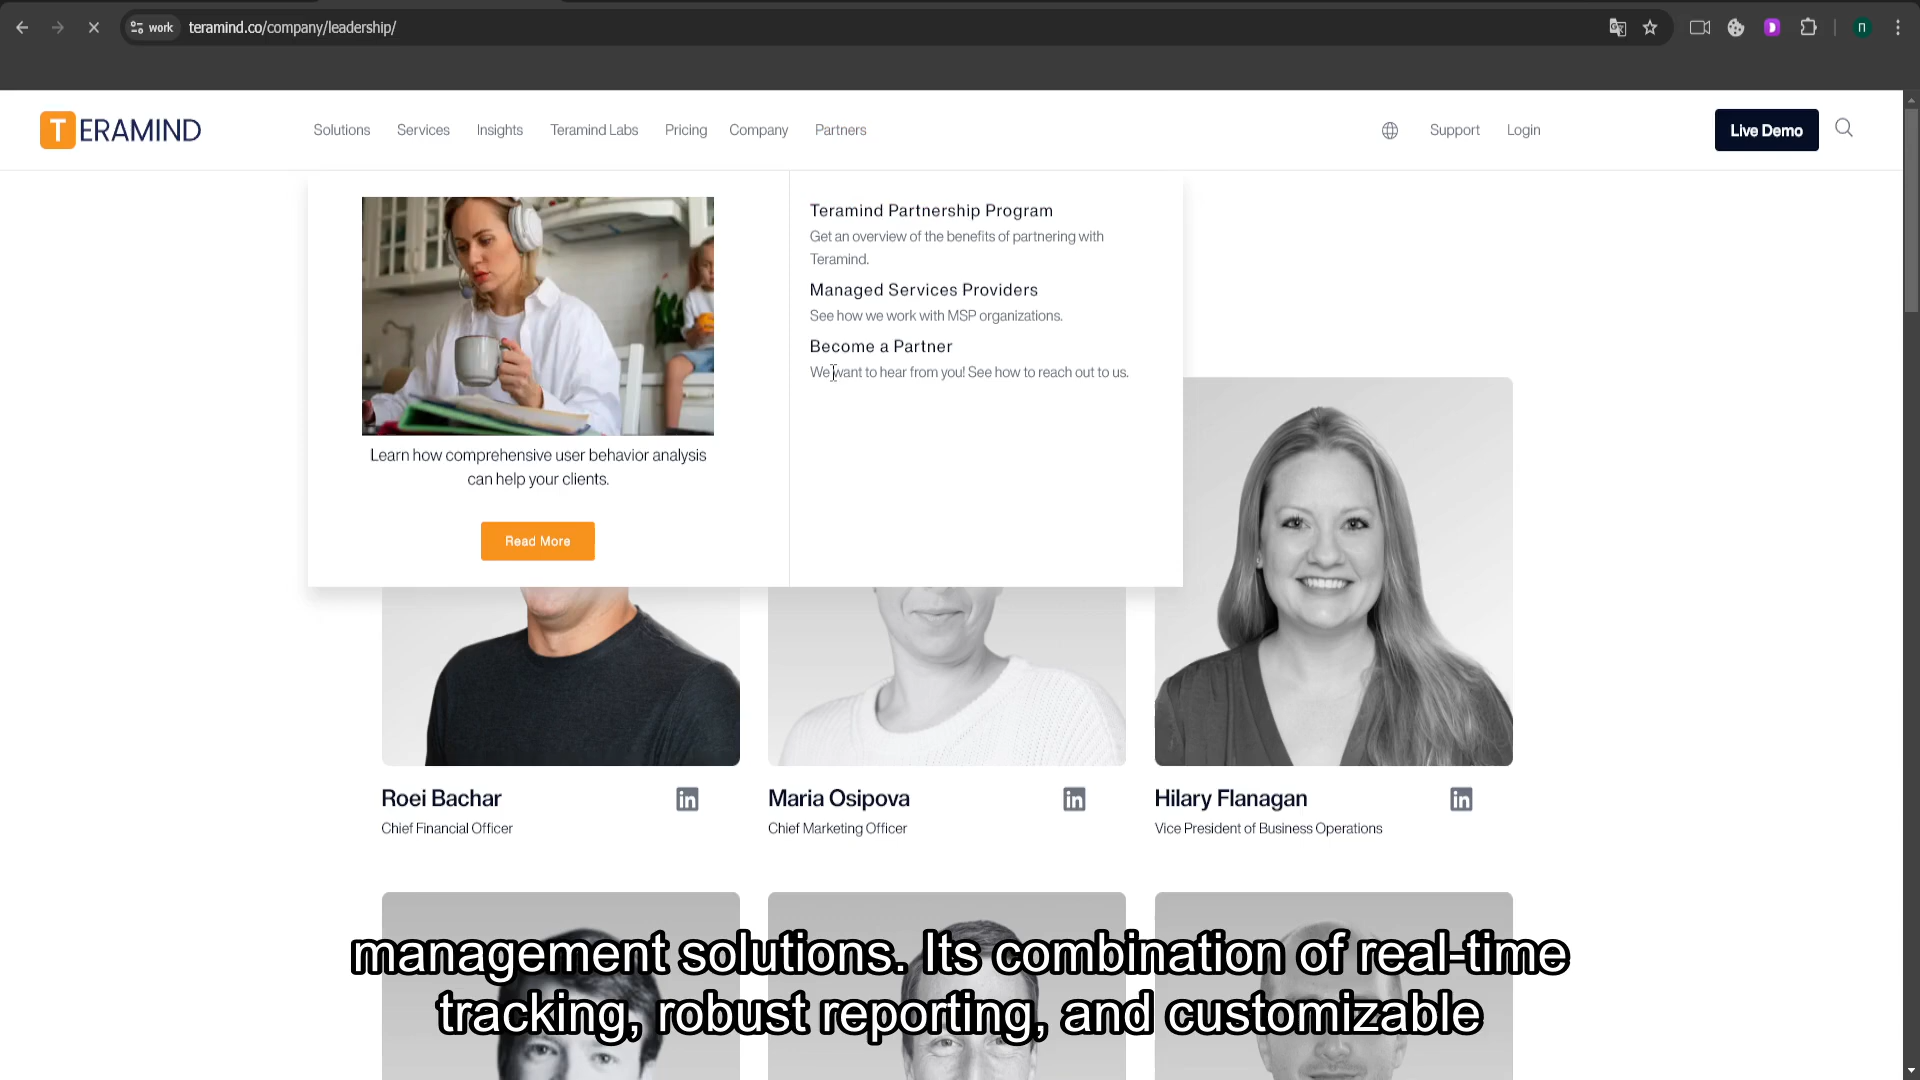 work
teramind.co/company/leadership/
п
TERAMIND
Solutions
Services
Insights
Teramind Labs
Pricing
Company
Partners
Support
Login
Live Demo
Learn how comprehensive user behavior analysis
can help your clients.
Read More
Teramind Partnership Program
Get an overview of the benefits of partnering with
Teramind.
Managed Services Providers
See how we work with MSP organizations.
Become a Partner
We want to hear from you! See how to reach out to us.
Roei Bachar
in
Chief Financial Officer
Maria Osipova
in
Chief Marketing Officer
Hilary Flanagan
in
Vice President of Business Operations
management solutions. Its combination of real-time
tracking, robust reporting, and customizable